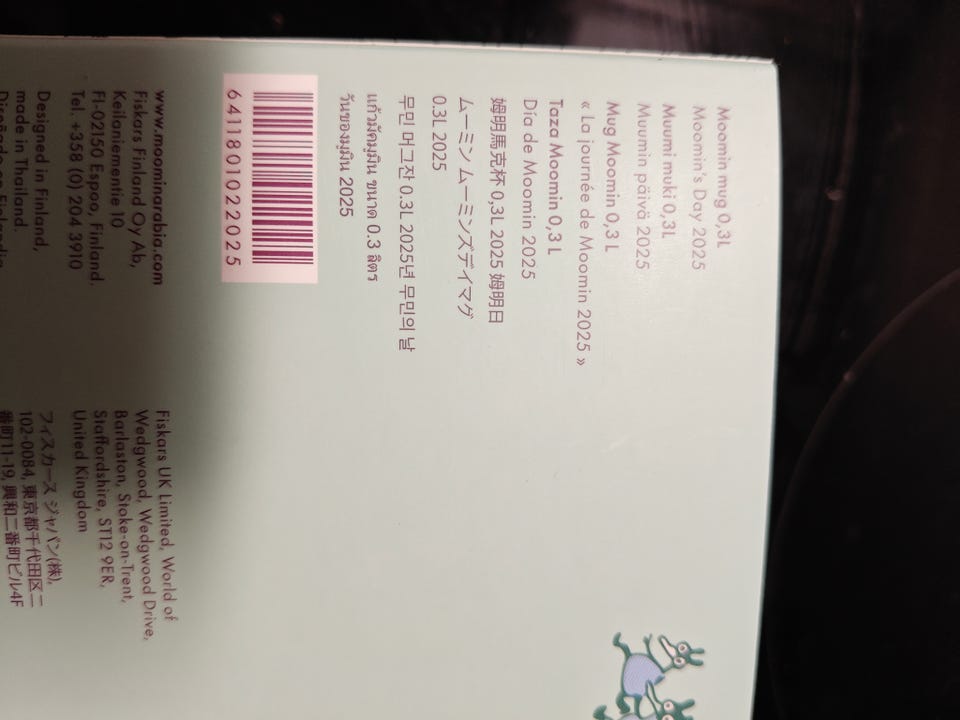 Moomin mug 0,3L
Moomin's Day 2025
Muumi muki 0,3L
Muumin päivä 2025
Mug Moomin 0,3 L
« La journée de Moomin 2025 »
Taza Moomin 0,3 L
Día de Moomin 2025
姆明馬克杯 0,3L 2025 姆明日
ムーミン ムーミンズデイマグ
0.3L 2025
무민 머그잔 0.3L 2025년 무민의 날
แก้วมัคมูมิน ขนาด 0.3 ลิตร
วันของมูมิน 2025
6411801022025
www.moominarabia.com
Fiskars Finland Oy Ab,
Keilaniementie 10
FI-02150 Espoo, Finland.
Tel. +358 (0) 204 3910
Designed in Finland,
made in Thailand.
Fiskars UK Limited, World of
Wedgwood, Wedgwood Drive,
Barlaston, Stoke-on-Trent,
Staffordshire, ST12 9ER,
United Kingdom
フィスカース ジャパン(株),
102-0084, 東京都千代田区二
番町11-19, 興和二番町ビル4F